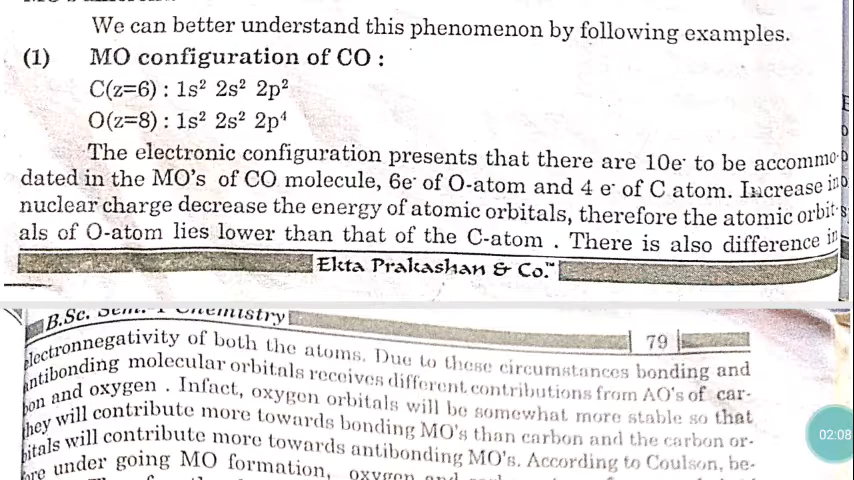 We can better understand this phenomenon by following examples.
(1) MO configuration of CO :
C(z=6) : 1s² 2s² 2p²
O(z=8) : 1s² 2s² 2p⁴
The electronic configuration presents that there are 10e⁻ to be accommo-
dated in the MO's of CO molecule, 6e⁻ of O-atom and 4 e⁻ of C atom. Increase in
nuclear charge decrease the energy of atomic orbitals, therefore the atomic orbit-
als of O-atom lies lower than that of the C-atom . There is also difference in
Ekta Prakashan & Co.™
B.Sc. Sem. 1 Chemistry 79
electronnegativity of both the atoms. Due to these circumstances bonding and
antibonding molecular orbitals receives different contributions from AO's of car-
bon and oxygen . Infact, oxygen orbitals will be somewhat more stable so that
they will contribute more towards bonding MO's than carbon and the carbon or-
bitals will contribute more towards antibonding MO's. According to Coulson, be-
fore under going MO formation, oxygen and
02:08